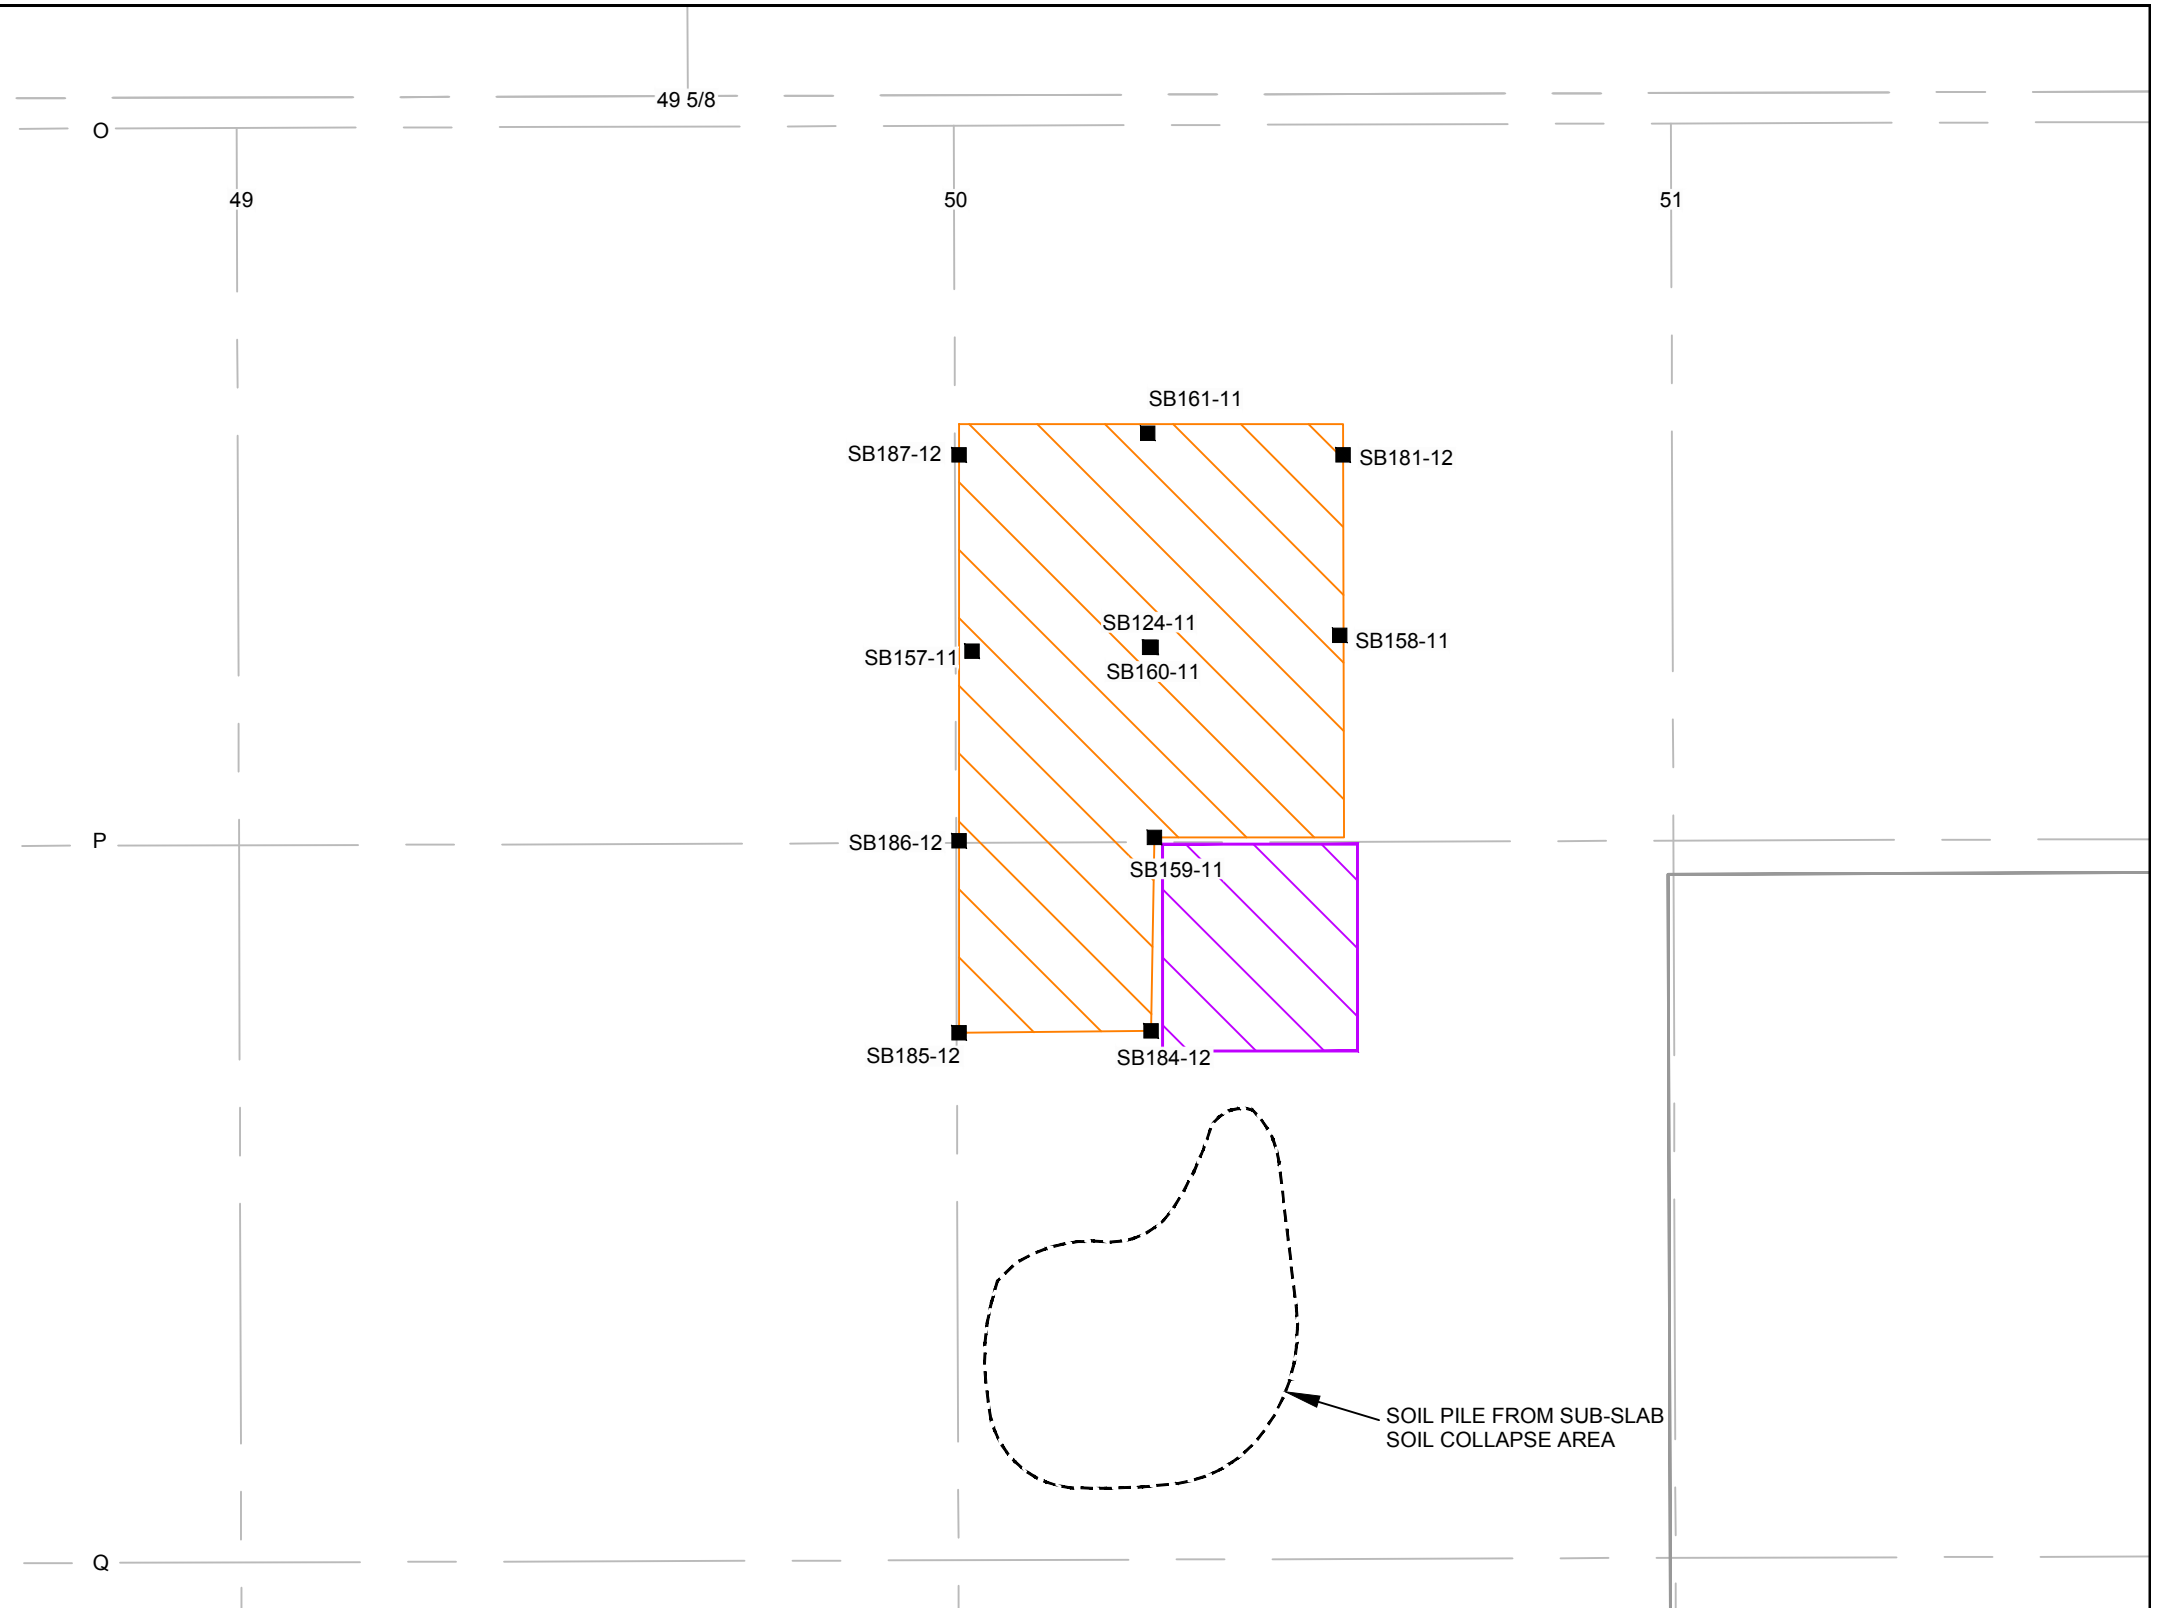 49 5/8
O
49
50
51
SB161-11
SB187-12
SB181-12
SB124-11
SB158-11
SB157-11
SB160-11
P
SB186-12
SB159-11
SB185-12
SB184-12
SOIL PILE FROM SUB-SLAB
SOIL COLLAPSE AREA
Q